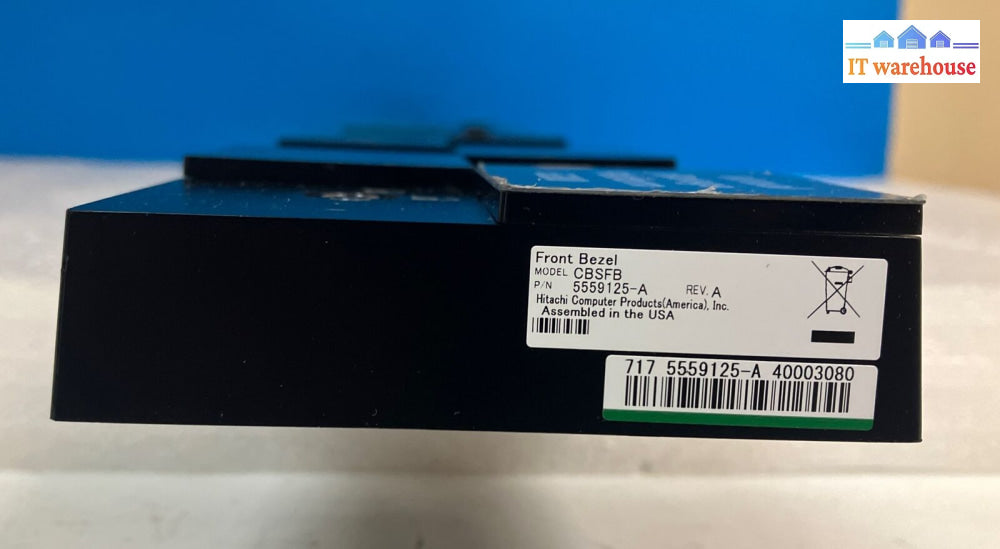 IT warehouse
Front Bezel
MODEL CBSFB
P/N 5559125-A REV. A
Hitachi Computer Products(America), Inc.
Assembled in the USA
717 5559125-A 40003080